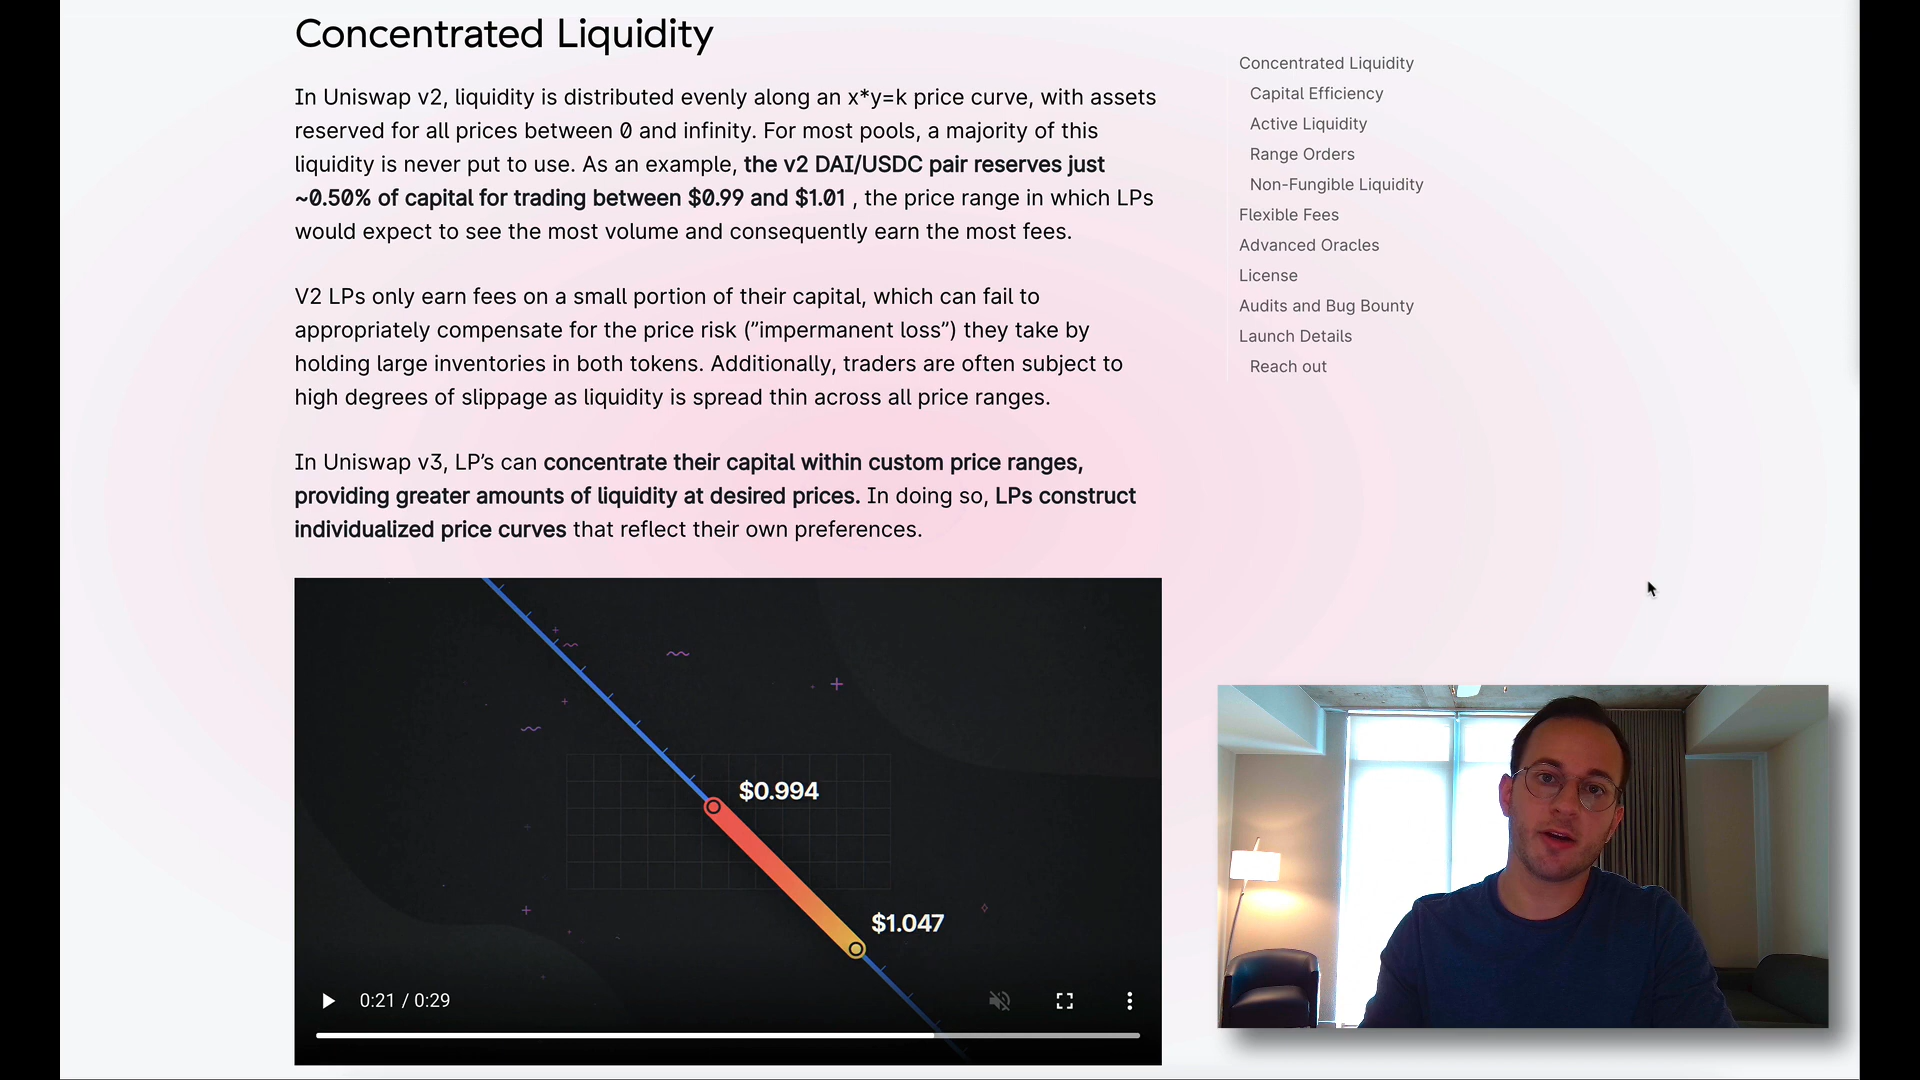 Concentrated Liquidity
In Uniswap v2, liquidity is distributed evenly along an x*y=k price curve, with assets
reserved for all prices between 0 and infinity. For most pools, a majority of this
liquidity is never put to use. As an example, the v2 DAI/USDC pair reserves just
~0.50% of capital for trading between $0.99 and $1.01 , the price range in which LPs
would expect to see the most volume and consequently earn the most fees.
V2 LPs only earn fees on a small portion of their capital, which can fail to
appropriately compensate for the price risk (”impermanent loss”) they take by
holding large inventories in both tokens. Additionally, traders are often subject to
high degrees of slippage as liquidity is spread thin across all price ranges.
In Uniswap v3, LP’s can concentrate their capital within custom price ranges,
providing greater amounts of liquidity at desired prices. In doing so, LPs construct
individualized price curves that reflect their own preferences.
$0.994
$1.047
0:21 / 0:29
Concentrated Liquidity
Capital Efficiency
Active Liquidity
Range Orders
Non-Fungible Liquidity
Flexible Fees
Advanced Oracles
License
Audits and Bug Bounty
Launch Details
Reach out